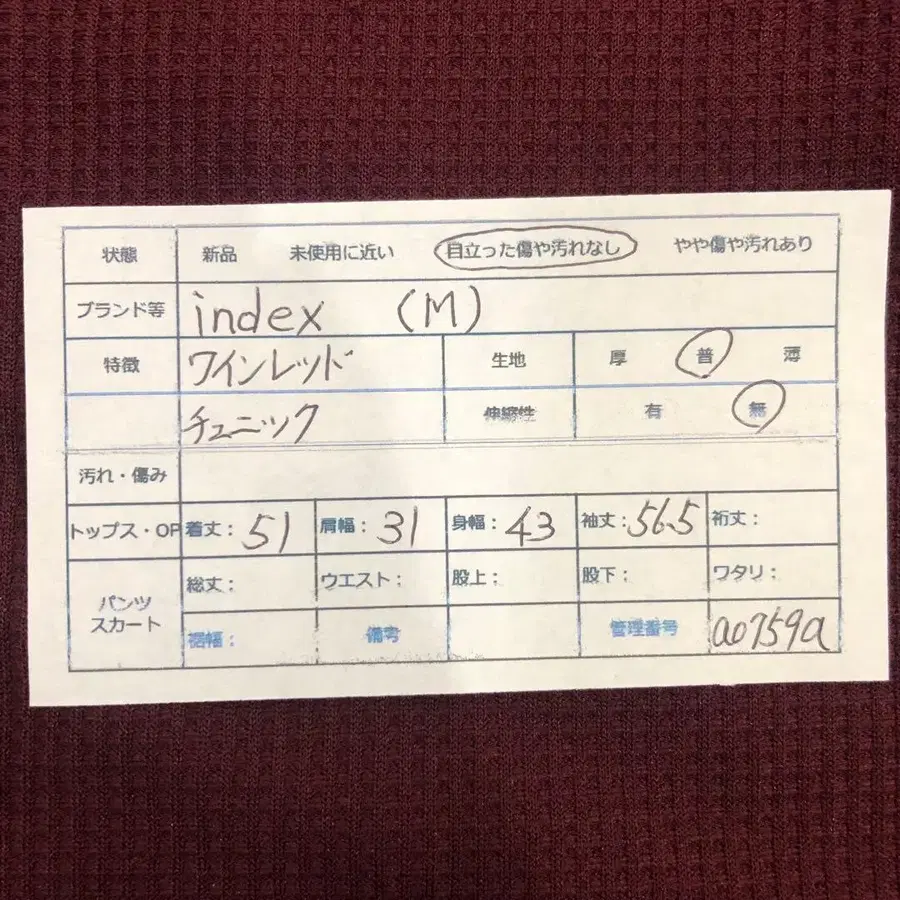 状態 新品 未使用に近い 目立った傷や汚れなし やや傷や汚れあり
ブランド等 index (M)
特徴 ワインレッド 生地 厚 普 薄
チュニック 伸縮性 有 無
汚れ・傷み
トップス・OP 着丈: 51 肩幅: 31 身幅: 43 袖丈: 56.5 裄丈:
パンツ スカート 総丈: ウエスト: 股上: 股下: ワタリ:
裾幅: 備考 管理番号 a0759a